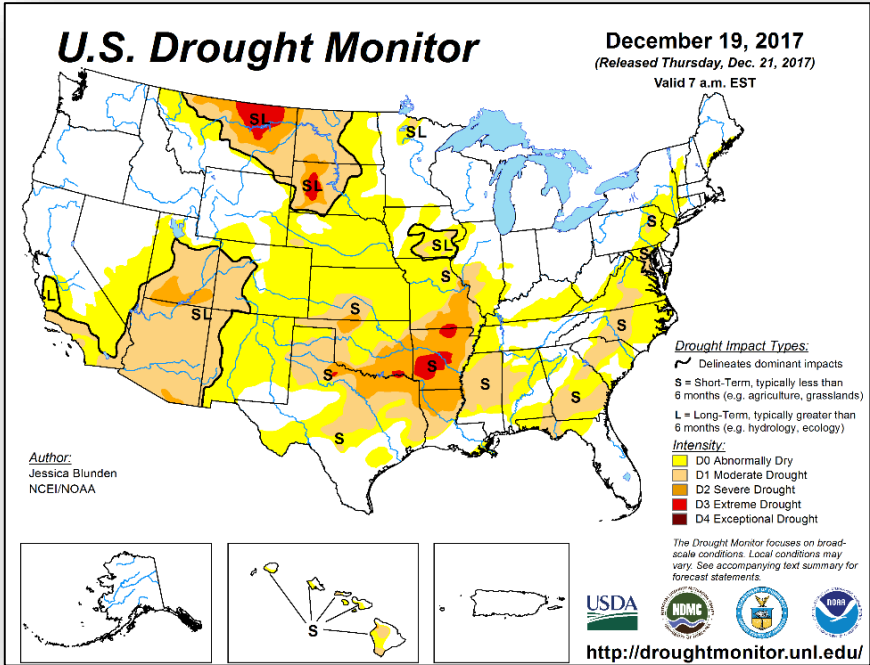 U.S. Drought Monitor
December 19, 2017
(Released Thursday, Dec. 21, 2017)
Valid 7 a.m. EST
SL
SL
SL
SL
S
S
L
SL
S
S
S
S
S
S
S
S
S
Drought Impact Types:
Delineates dominant impacts
S = Short-Term, typically less than
6 months (e.g. agriculture, grasslands)
L = Long-Term, typically greater than
6 months (e.g. hydrology, ecology)
Intensity:
D0 Abnormally Dry
D1 Moderate Drought
D2 Severe Drought
D3 Extreme Drought
D4 Exceptional Drought
Author:
Jessica Blunden
NCEI/NOAA
The Drought Monitor focuses on broad-
scale conditions. Local conditions may
vary. See accompanying text summary for
forecast statements.
S
USDA
NDMC
NOAA
http://droughtmonitor.unl.edu/